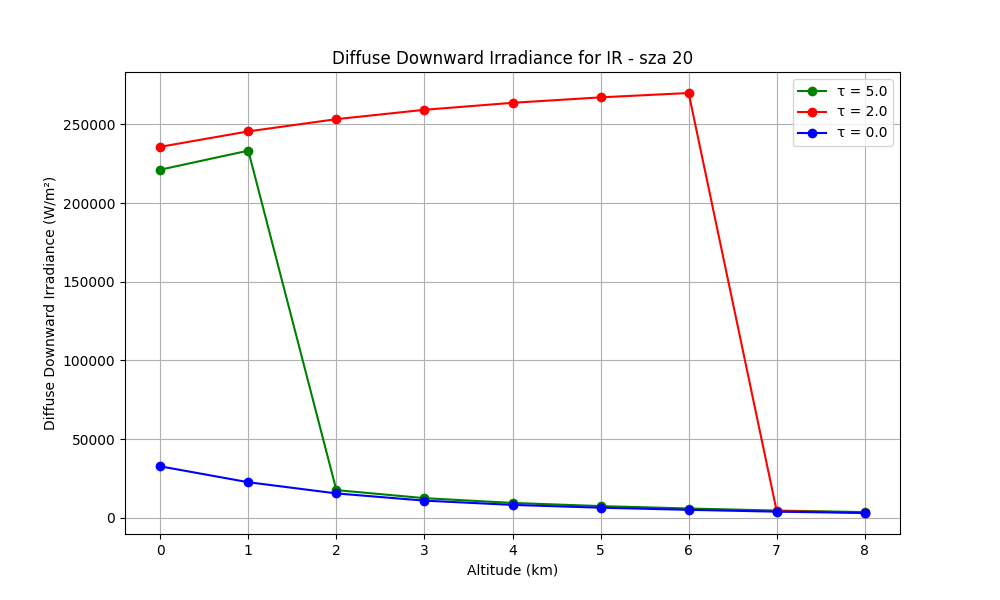 Diffuse Downward Irradiance for IR - sza 20
Diffuse Downward Irradiance (W/m²)
250000
200000
150000
100000
50000
0
τ = 5.0
τ = 2.0
τ = 0.0
0 1 2 3 4 5 6 7 8
Altitude (km)